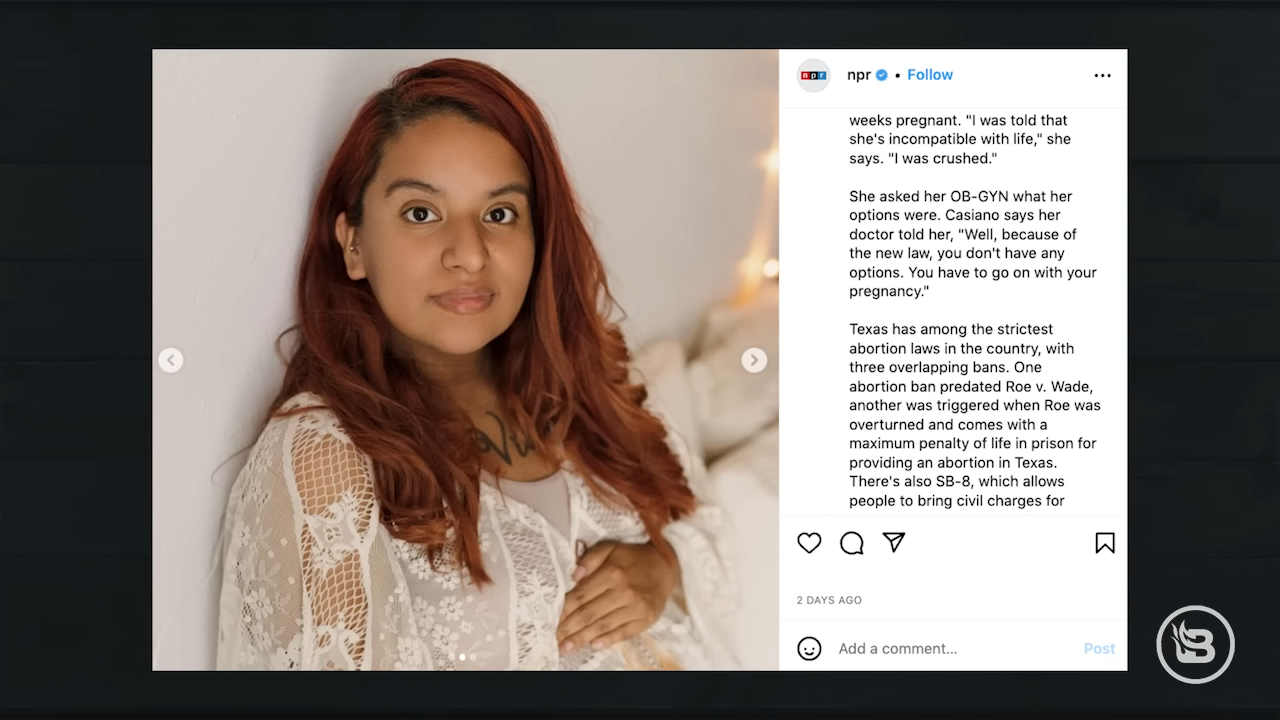 npr • Follow
weeks pregnant. "I was told that
she's incompatible with life," she
says. "I was crushed."
She asked her OB-GYN what her
options were. Casiano says her
doctor told her, "Well, because of
the new law, you don't have any
options. You have to go on with your
pregnancy."
Texas has among the strictest
abortion laws in the country, with
three overlapping bans. One
abortion ban predated Roe v. Wade,
another was triggered when Roe was
overturned and comes with a
maximum penalty of life in prison for
providing an abortion in Texas.
There's also SB-8, which allows
people to bring civil charges for
2 DAYS AGO
Add a comment...
Post
npr
B